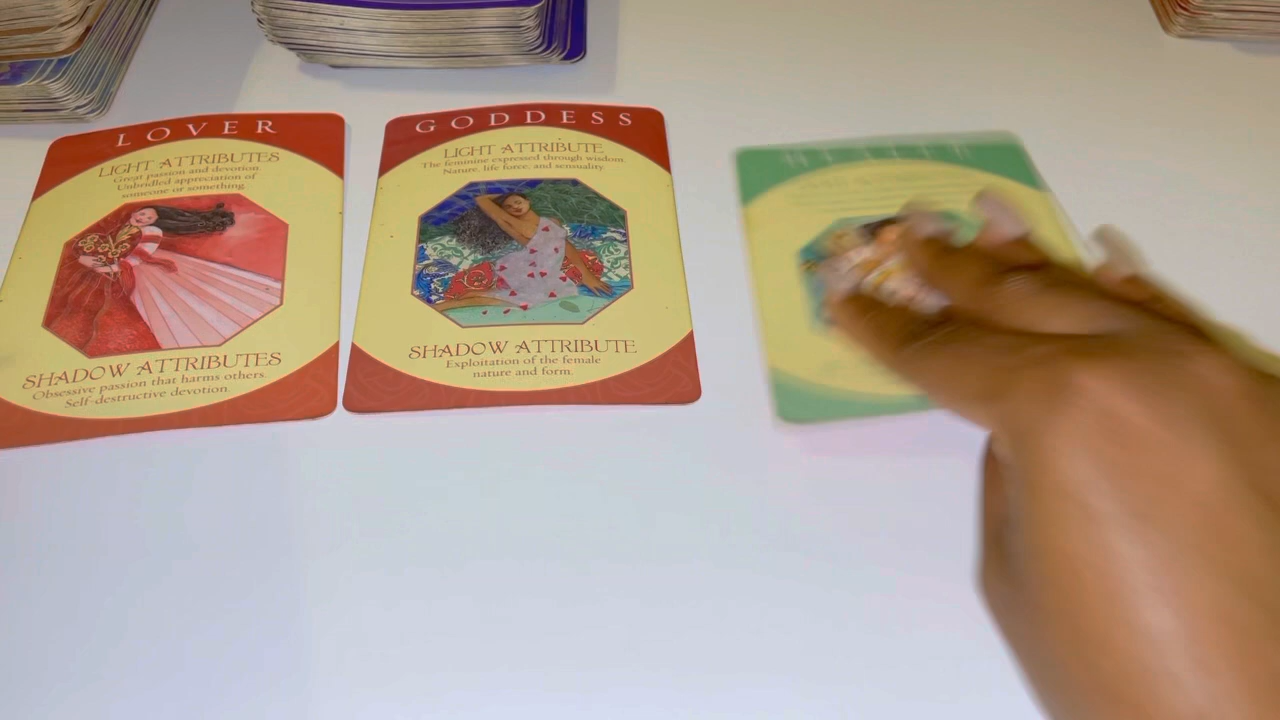 LOVER
LIGHT ATTRIBUTES
Great passion and devotion.
Unbridled appreciation of
someone or something.
SHADOW ATTRIBUTES
Obsessive passion that harms others.
Self-destructive devotion.
GODDESS
LIGHT ATTRIBUTE
The feminine expressed through wisdom.
Nature, life force, and sensuality.
SHADOW ATTRIBUTE
Exploitation of the female
nature and form.